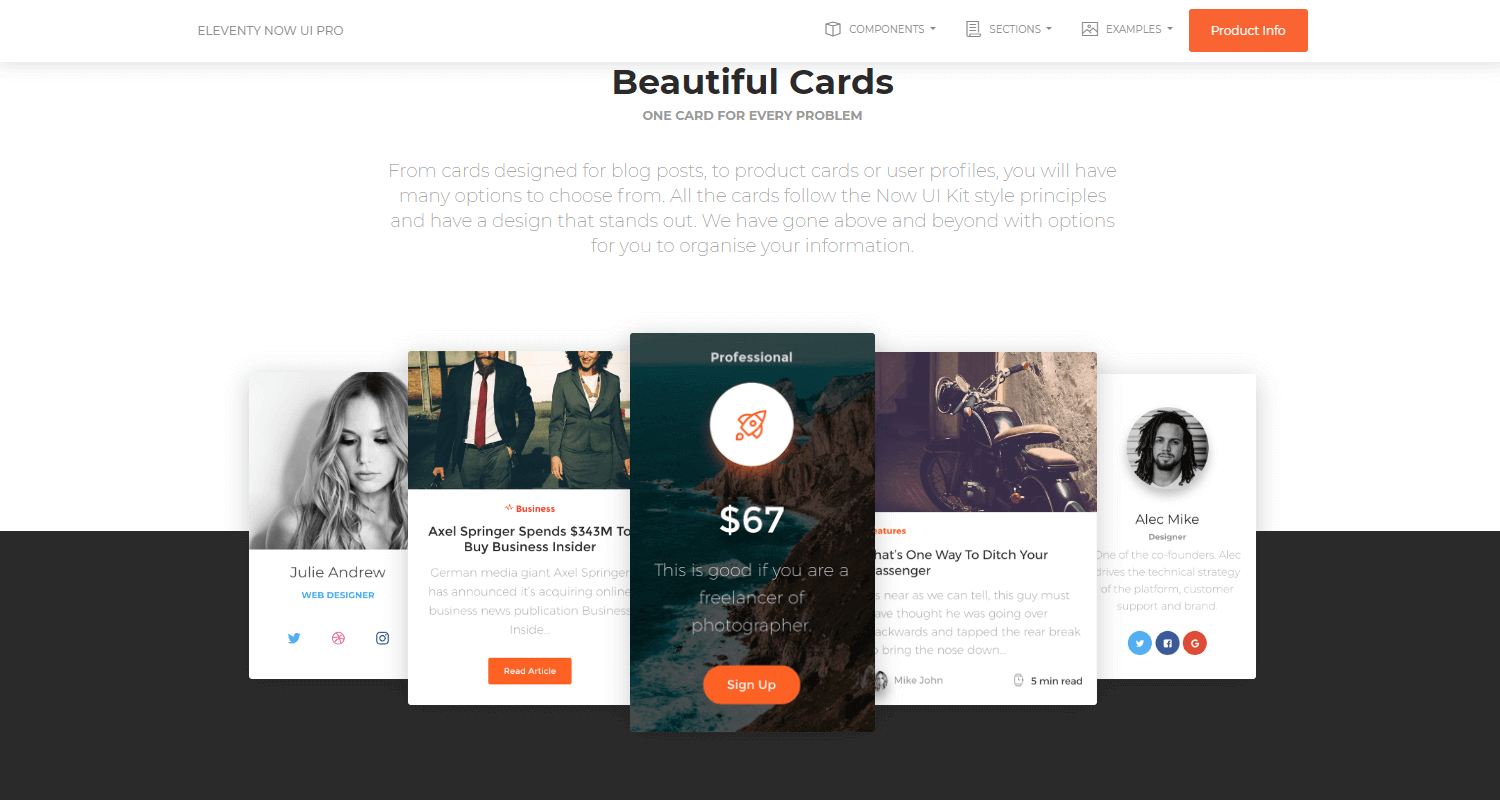 ELEVENTY NOW UI PRO
COMPONENTS
SECTIONS
EXAMPLES
Product Info
Beautiful Cards
ONE CARD FOR EVERY PROBLEM
From cards designed for blog posts, to product cards or user profiles, you will have
many options to choose from. All the cards follow the Now UI Kit style principles
and have a design that stands out. We have gone above and beyond with options
for you to organise your information.
Julie Andrew
WEB DESIGNER
Business
Axel Springer Spends $343M To
Buy Business Insider
German media giant Axel Springer
has announced it's acquiring online
business news publication Business
Inside...
Read Article
Professional
$67
This is good if you are a
freelancer of
photographer.
Sign Up
eatures
hat's One Way To Ditch Your
assenger
s near as we can tell, this guy must
ave thought he was going over
ackwards and tapped the rear break
bring the nose down...
Mike John
5 min read
Alec Mike
Designer
One of the co-founders. Alec
drives the technical strategy
of the platform, customer
support and brand.